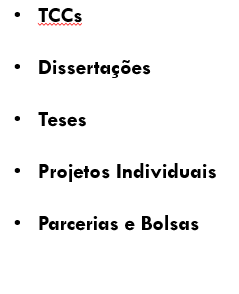 • TCCs
• Dissertações
• Teses
• Projetos Individuais
• Parcerias e Bolsas